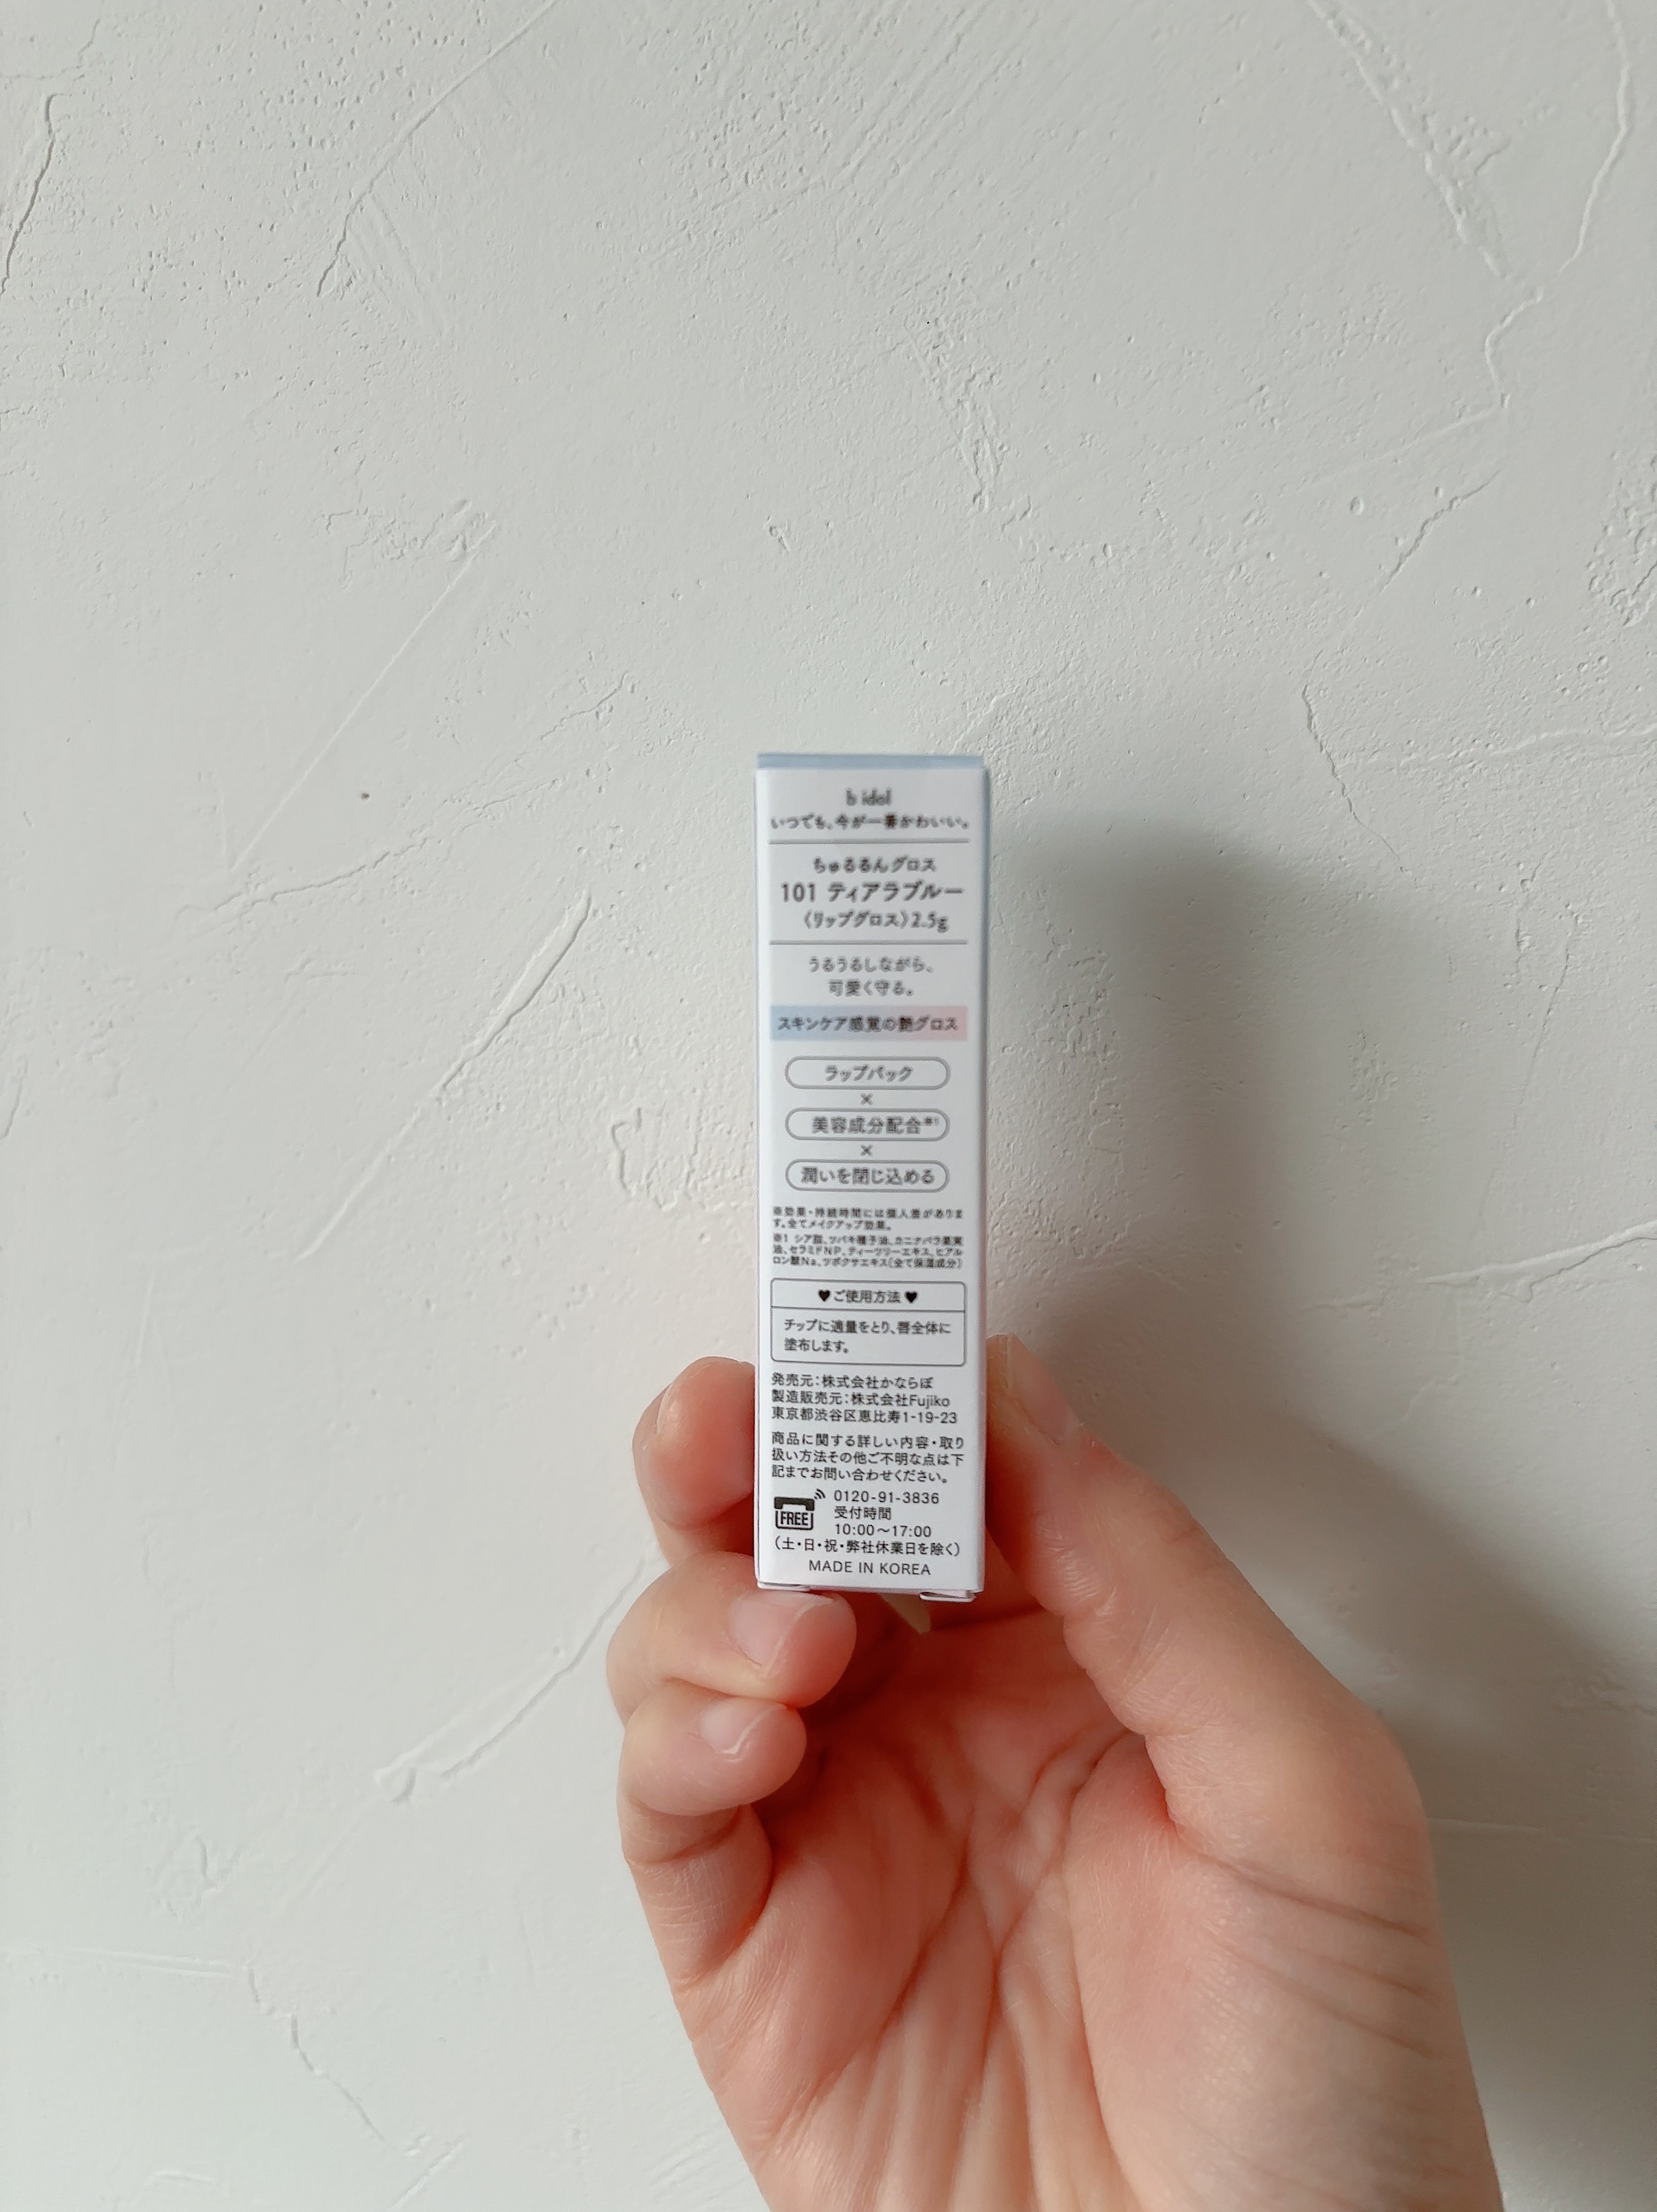 b idol
いつでも、今が一番かわいい。
ちゅるるんグロス
101 ティアラブルー
〈リップグロス〉2.5g
うるうるしながら、
可愛く守る。
スキンケア感覚の艶グロス
ラップパック
×
美容成分配合※1
×
潤いを閉じ込める
※効果・持続時間には個人差がありま
す。全てメイクアップ効果。
※1 シア脂、ツバキ種子油、カニナバラ果実
油、セラミドNP、ティーツリーエキス、ヒアル
ロン酸Na、ツボクサエキス(全て保湿成分)
♥ご使用方法♥
チップに適量をとり、唇全体に
塗布します。
発売元:株式会社かならぼ
製造販売元:株式会社Fujiko
東京都渋谷区恵比寿1-19-23
商品に関する詳しい内容・取り
扱い方法その他ご不明な点は下
記までお問い合わせください。
FREE
0120-91-3836
受付時間
10:00〜17:00
(土・日・祝・弊社休業日を除く)
MADE IN KOREA